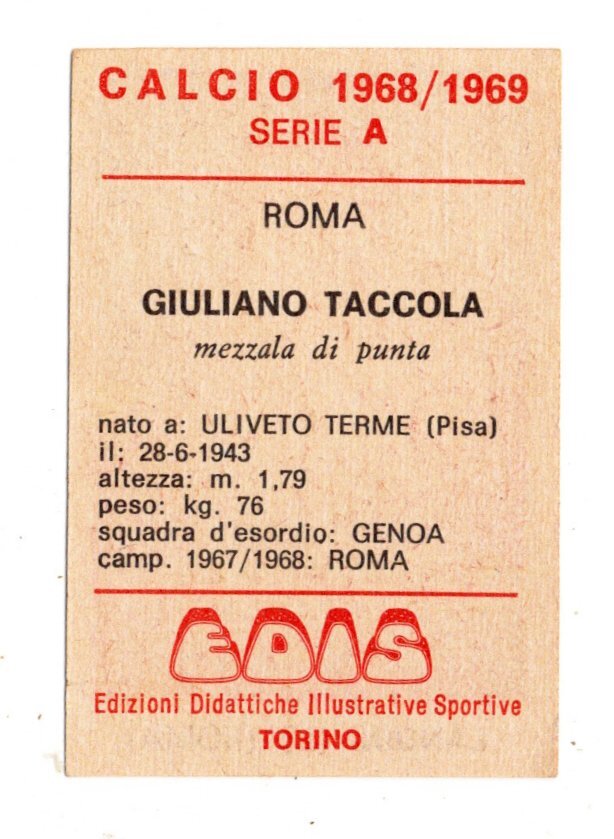 CALCIO 1968/1969
SERIE A
ROMA
GIULIANO TACCOLA
mezzala di punta
nato a: ULIVETO TERME (Pisa)
il: 28-6-1943
altezza: m. 1,79
peso: kg. 76
squadra d'esordio: GENOA
camp. 1967/1968: ROMA
EDIS
Edizioni Didattiche Illustrative Sportive
TORINO